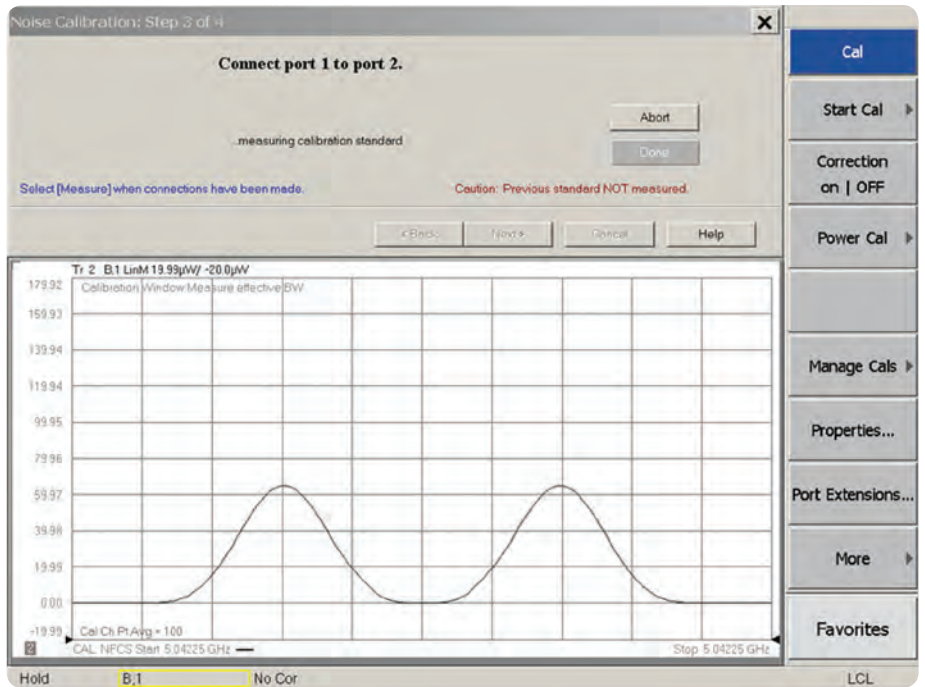 Noise Calibration: Step 3 of 4
Connect port 1 to port 2.
Abort
...measuring calibration standard
Done
Select [Measure] when connections have been made.
Caution: Previous standard NOT measured.
<Back
Next>
Cancel
Help
Tr 2 B,1 LinM 19.99µW/ -20.0µW
Calibration Window Measure effective BW
179.92
159.93
139.94
119.94
99.95
79.96
59.97
39.98
19.99
0.00
-19.99
Cal Ch Pt Avg = 100
2
CAL NFCS Start 5.04225 GHz
Stop 5.04225 GHz
Hold
B,1
No Cor
LCL
Cal
Start Cal
Correction
on | OFF
Power Cal
Manage Cals
Properties...
Port Extensions...
More
Favorites